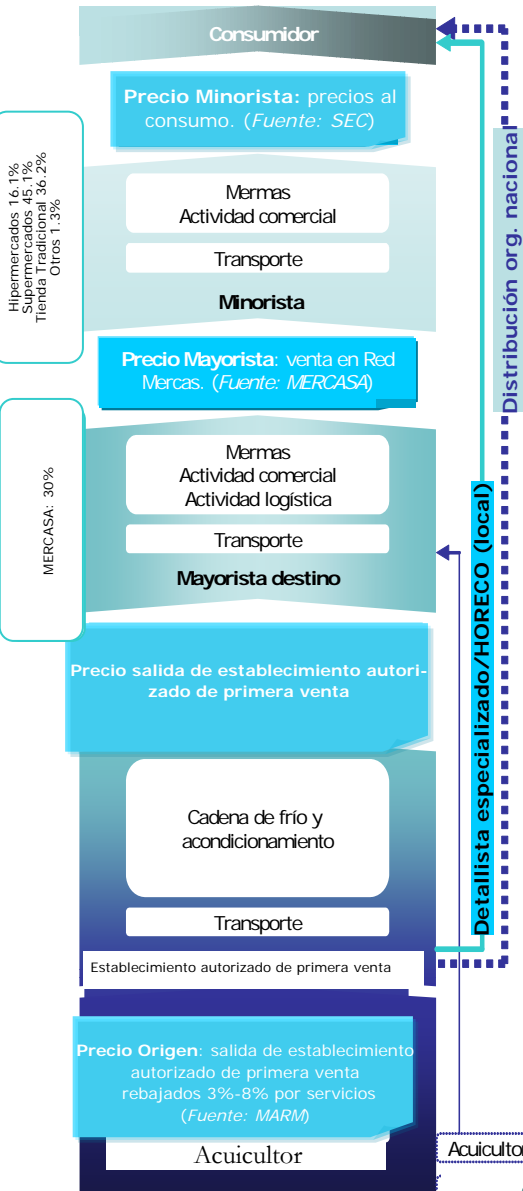 Consumidor
Precio Minorista: precios al
consumo. (Fuente: SEC)
Hipermercados 16.1%
Supermercados 45.1%
Tienda Tradicional 36.2%
Otros 1.3%
Mermas
Actividad comercial
Transporte
Minorista
Precio Mayorista: venta en Red
Mercas. (Fuente: MERCASA)
MERCASA: 30%
Mermas
Actividad comercial
Actividad logística
Transporte
Mayorista destino
Precio salida de establecimiento autori-
zado de primera venta
Cadena de frío y
acondicionamiento
Transporte
Establecimiento autorizado de primera venta
Precio Origen: salida de establecimiento
autorizado de primera venta
rebajados 3%-8% por servicios
(Fuente: MARM)
Acuicultor
Acuicultor
Detallista especializado/HORECO (local)
Distribución org. nacional